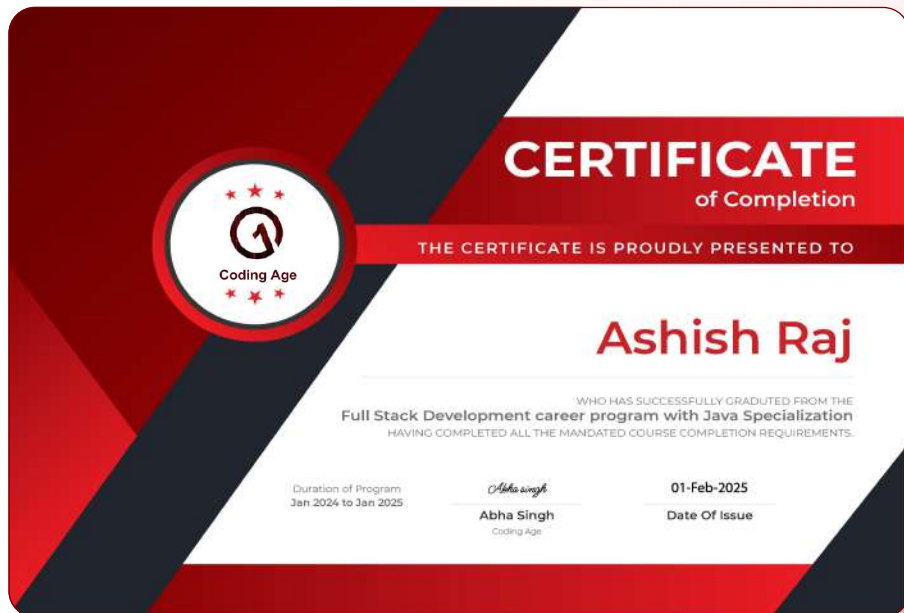 CERTIFICATE
of Completion
THE CERTIFICATE IS PROUDLY PRESENTED TO
Coding Age
Ashish Raj
WHO HAS SUCCESSFULLY GRADUTED FROM THE
Full Stack Development career program with Java Specialization
HAVING COMPLETED ALL THE MANDATED COURSE COMPLETION REQUIREMENTS.
Duration of Program
Jan 2024 to Jan 2025
Abha singh
Abha Singh
Coding Age
01-Feb-2025
Date Of Issue